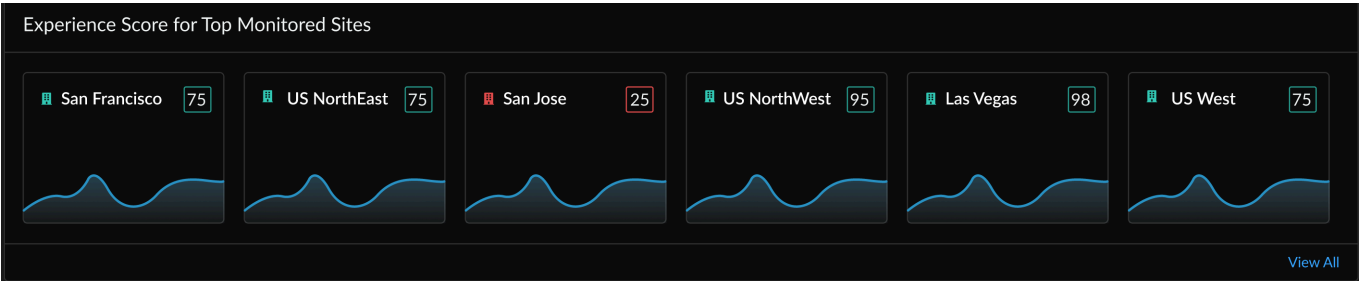 Experience Score for Top Monitored Sites
San Francisco 75
US NorthEast 75
San Jose 25
US NorthWest 95
Las Vegas 98
US West 75
View All